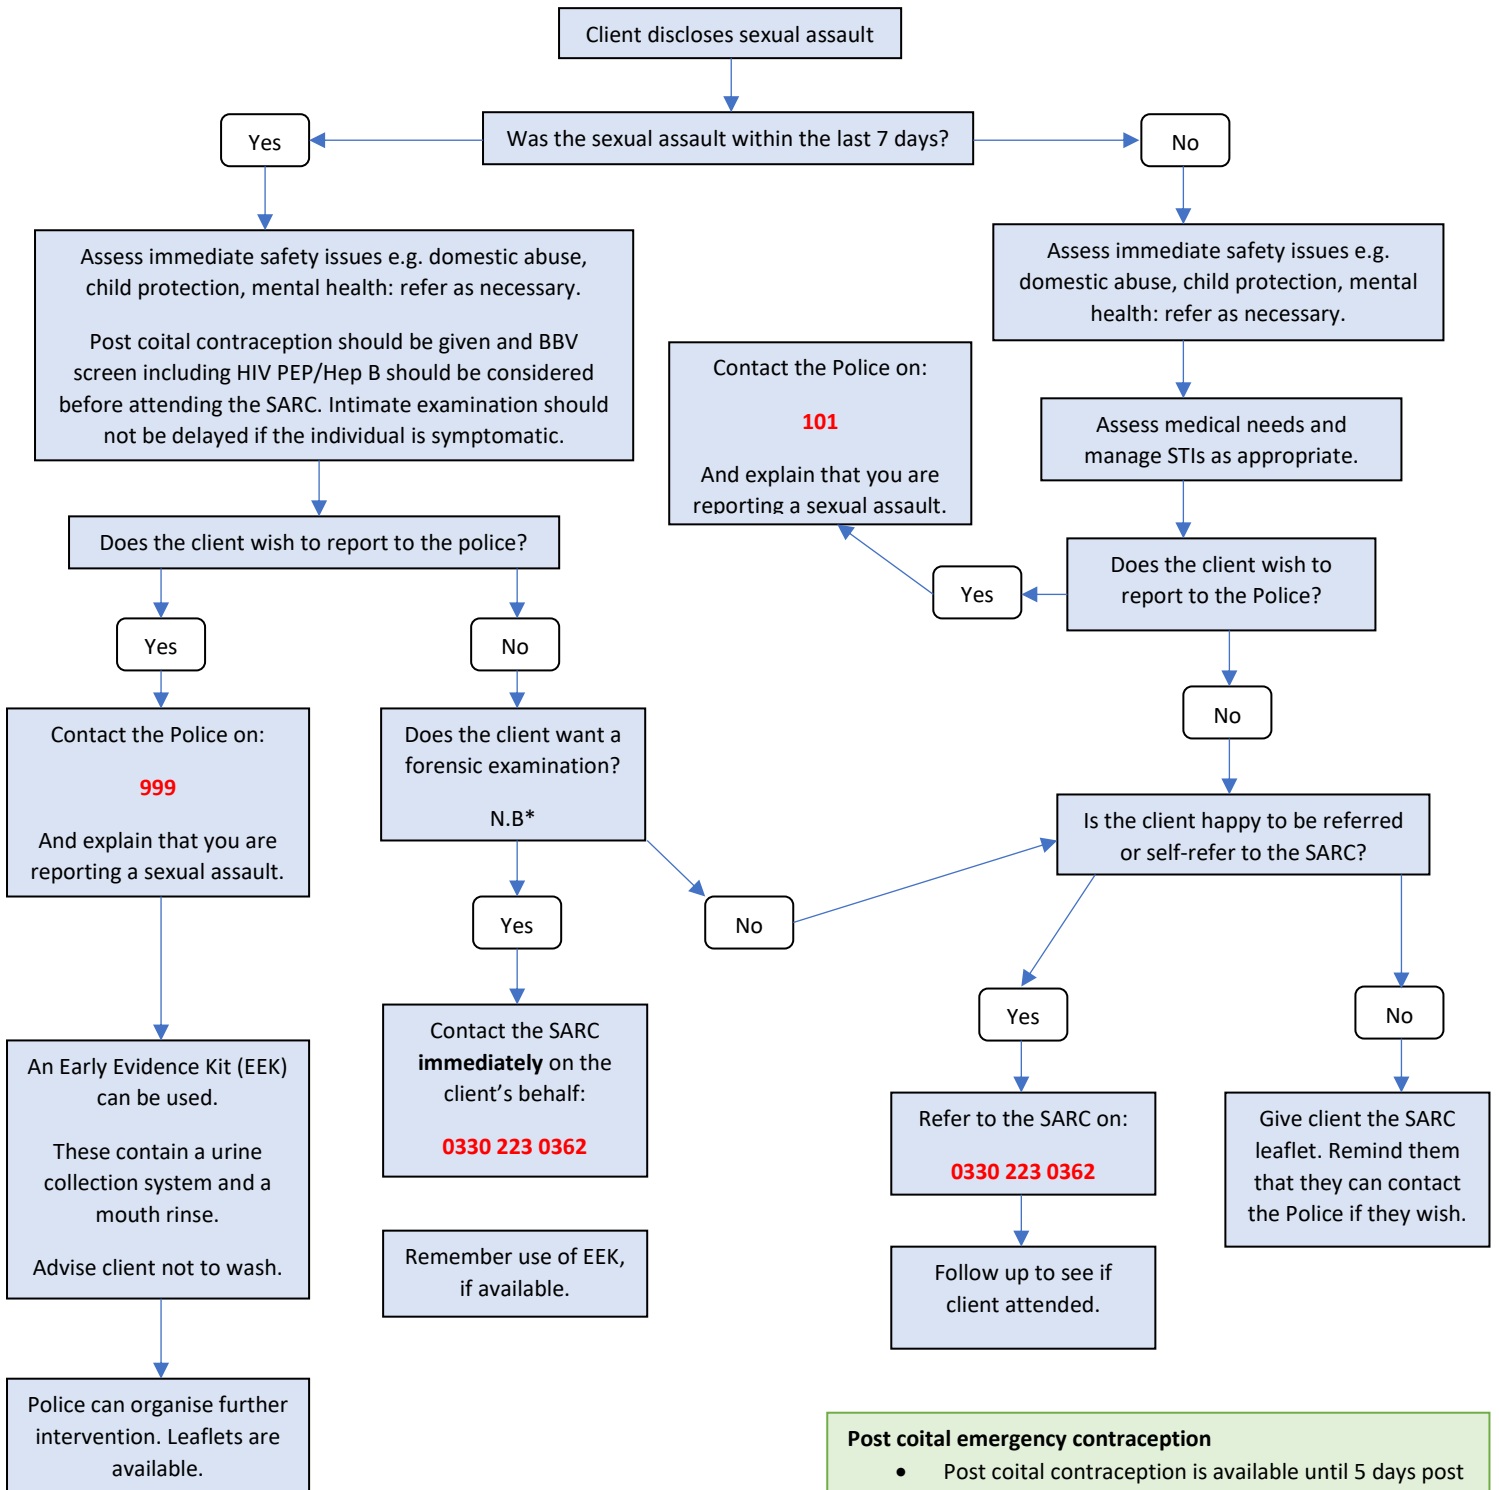 Client discloses sexual assault
Was the sexual assault within the last 7 days?
Yes
No
Assess immediate safety issues e.g. domestic abuse,
child protection, mental health: refer as necessary.
Post coital contraception should be given and BBV
screen including HIV PEP/Hep B should be considered
before attending the SARC. Intimate examination should
not be delayed if the individual is symptomatic.
Assess immediate safety issues e.g.
domestic abuse, child protection, mental
health: refer as necessary.
Contact the Police on:
101
And explain that you are
reporting a sexual assault.
Assess medical needs and
manage STIs as appropriate.
Does the client wish to report to the police?
Does the client wish to
report to the Police?
Yes
Yes
No
No
Contact the Police on:
999
And explain that you are
reporting a sexual assault.
Does the client want a
forensic examination?
N.B*
Is the client happy to be referred
or self-refer to the SARC?
Yes
No
Yes
No
An Early Evidence Kit (EEK)
can be used.
These contain a urine
collection system and a
mouth rinse.
Advise client not to wash.
Contact the SARC
immediately on the
client’s behalf:
0330 223 0362
Refer to the SARC on:
0330 223 0362
Give client the SARC
leaflet. Remind them
that they can contact
the Police if they wish.
Remember use of EEK,
if available.
Follow up to see if
client attended.
Police can organise further
intervention. Leaflets are
available.
Post coital emergency contraception
• Post coital contraception is available until 5 days post